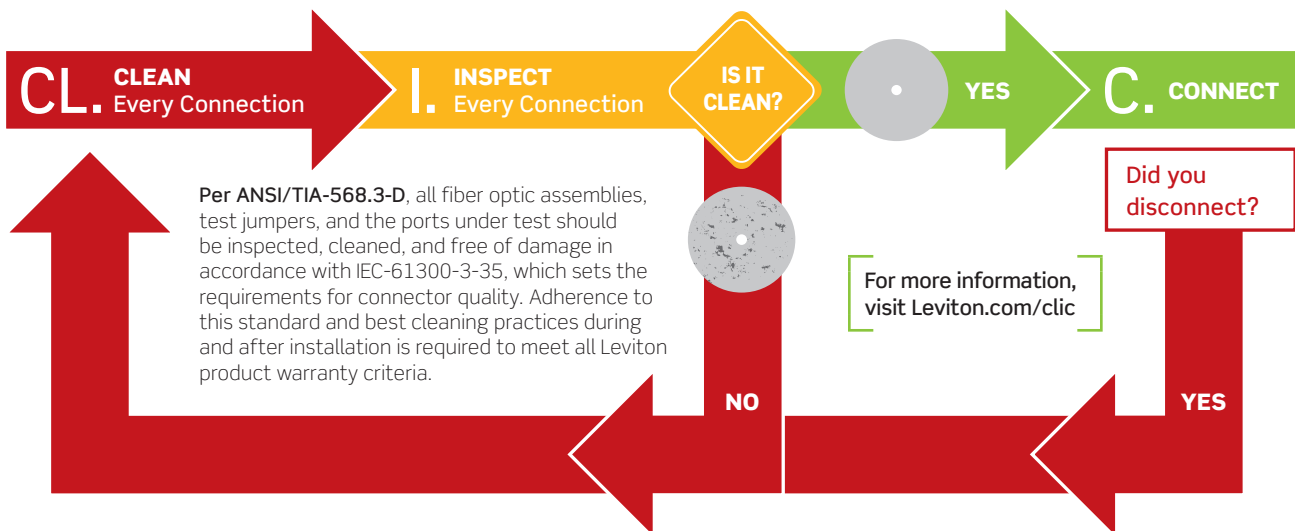 CL. CLEAN
Every Connection
I. INSPECT
Every Connection
IS IT
CLEAN?
YES
C. CONNECT
Per ANSI/TIA-568.3-D, all fiber optic assemblies,
test jumpers, and the ports under test should
be inspected, cleaned, and free of damage in
accordance with IEC-61300-3-35, which sets the
requirements for connector quality. Adherence to
this standard and best cleaning practices during
and after installation is required to meet all Leviton
product warranty criteria.
Did you
disconnect?
For more information,
visit Leviton.com/clic
NO
YES